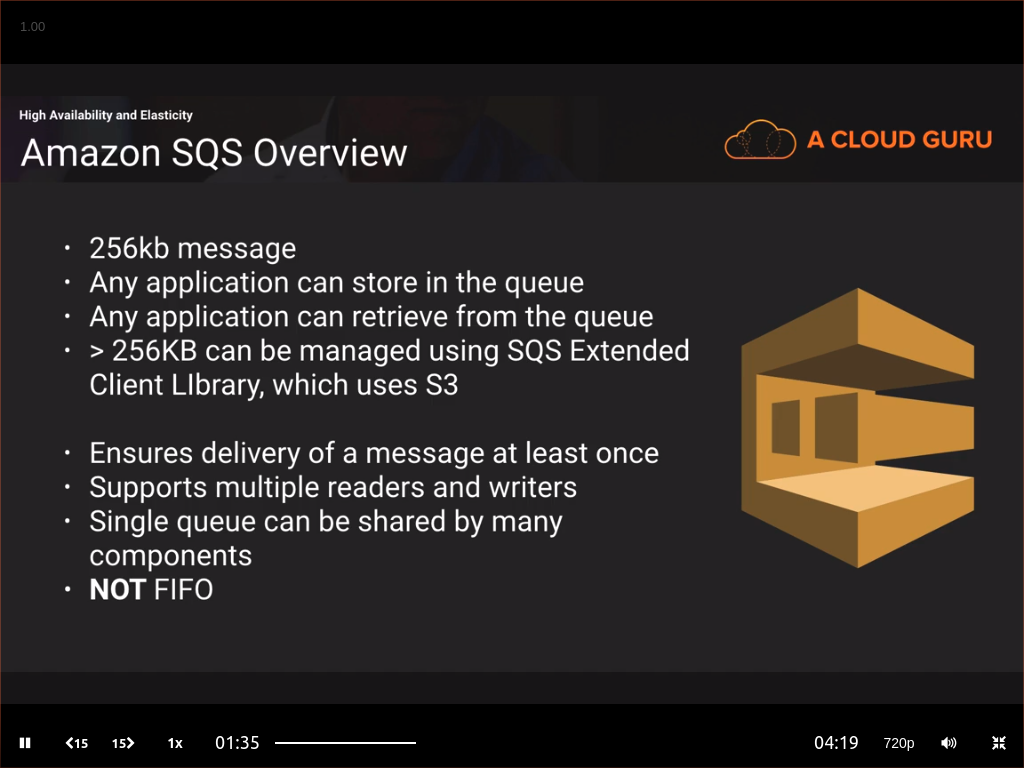 1.00
High Availability and Elasticity
Amazon SQS Overview
A CLOUD GURU
• 256kb message
• Any application can store in the queue
• Any application can retrieve from the queue
• > 256KB can be managed using SQS Extended
Client LIbrary, which uses S3
• Ensures delivery of a message at least once
• Supports multiple readers and writers
• Single queue can be shared by many
components
• NOT FIFO
15 15 1x 01:35 04:19 720p